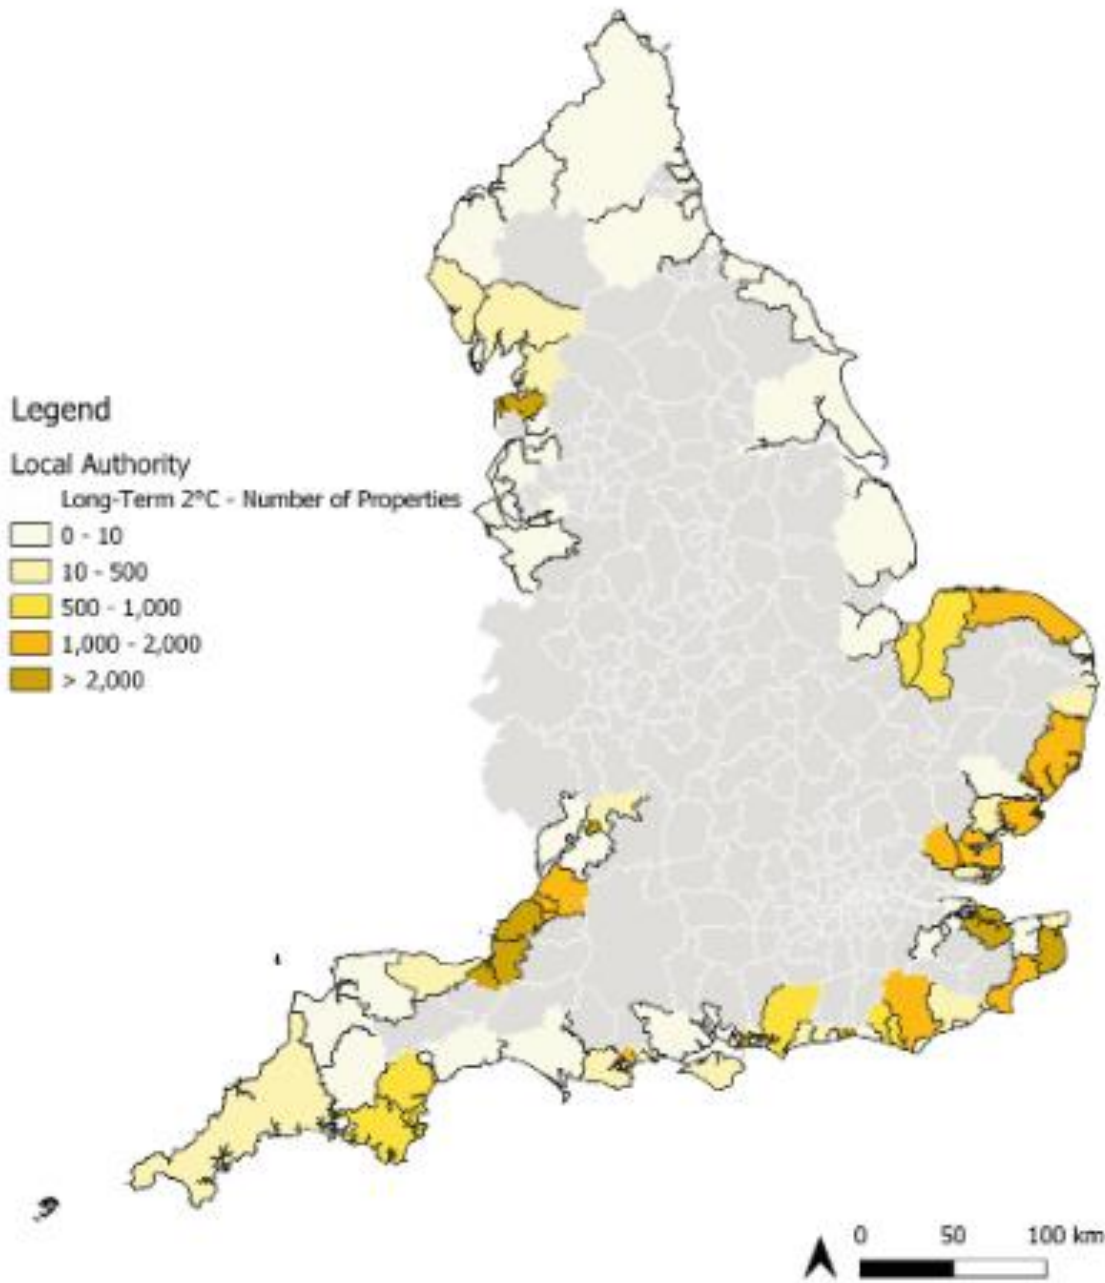 Legend
Local Authority
Long-Term 2°C - Number of Properties
0 - 10
10 - 500
500 - 1,000
1,000 - 2,000
> 2,000
0 50 100 km